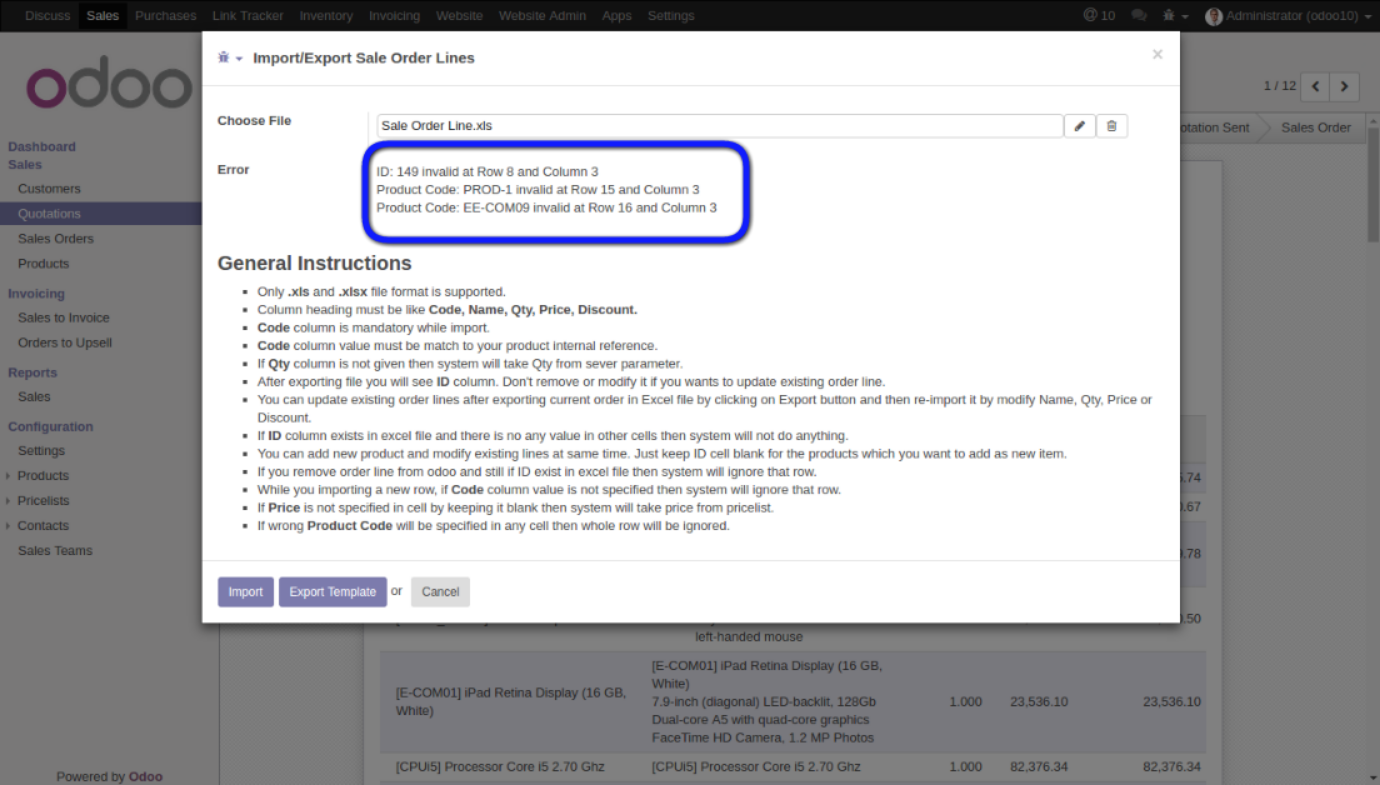 Discuss Sales Purchases Link Tracker Inventory Invoicing Website Website Admin Apps Settings @ 10 Administrator (odoo10)
odoo
Dashboard
Sales
Customers
Quotations
Sales Orders
Products
Invoicing
Sales to Invoice
Orders to Upsell
Reports
Sales
Configuration
Settings
Products
Pricelists
Contacts
Sales Teams
Powered by Odoo
1 / 12
otation Sent Sales Order
Import/Export Sale Order Lines
×
Choose File Sale Order Line.xls
Error
ID: 149 invalid at Row 8 and Column 3
Product Code: PROD-1 invalid at Row 15 and Column 3
Product Code: EE-COM09 invalid at Row 16 and Column 3
General Instructions
Only .xls and .xlsx file format is supported.
Column heading must be like Code, Name, Qty, Price, Discount.
Code column is mandatory while import.
Code column value must be match to your product internal reference.
If Qty column is not given then system will take Qty from sever parameter.
After exporting file you will see ID column. Don't remove or modify it if you wants to update existing order line.
You can update existing order lines after exporting current order in Excel file by clicking on Export button and then re-import it by modify Name, Qty, Price or
Discount.
If ID column exists in excel file and there is no any value in other cells then system will not do anything.
You can add new product and modify existing lines at same time. Just keep ID cell blank for the products which you want to add as new item.
If you remove order line from odoo and still if ID exist in excel file then system will ignore that row.
While you importing a new row, if Code column value is not specified then system will ignore that row.
If Price is not specified in cell by keeping it blank then system will take price from pricelist.
If wrong Product Code will be specified in any cell then whole row will be ignored.
Import Export Template or Cancel
.74
.67
.78
.50
left-handed mouse
[E-COM01] iPad Retina Display (16 GB,
White)
[E-COM01] iPad Retina Display (16 GB,
White)
7.9-inch (diagonal) LED-backlit, 128Gb
Dual-core A5 with quad-core graphics
FaceTime HD Camera, 1.2 MP Photos
1.000 23,536.10 23,536.10
[CPUi5] Processor Core i5 2.70 Ghz [CPUi5] Processor Core i5 2.70 Ghz 1.000 82,376.34 82,376.34